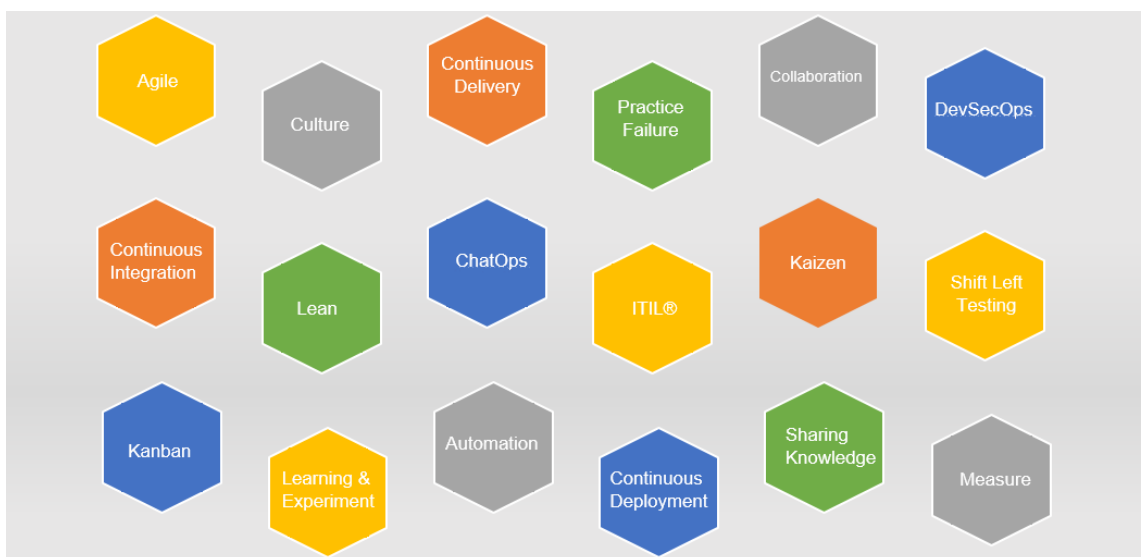 Agile
Culture
Continuous
Delivery
Practice
Failure
Collaboration
DevSecOps
Continuous
Integration
Lean
ChatOps
ITIL®
Kaizen
Shift Left
Testing
Kanban
Learning &
Experiment
Automation
Continuous
Deployment
Sharing
Knowledge
Measure